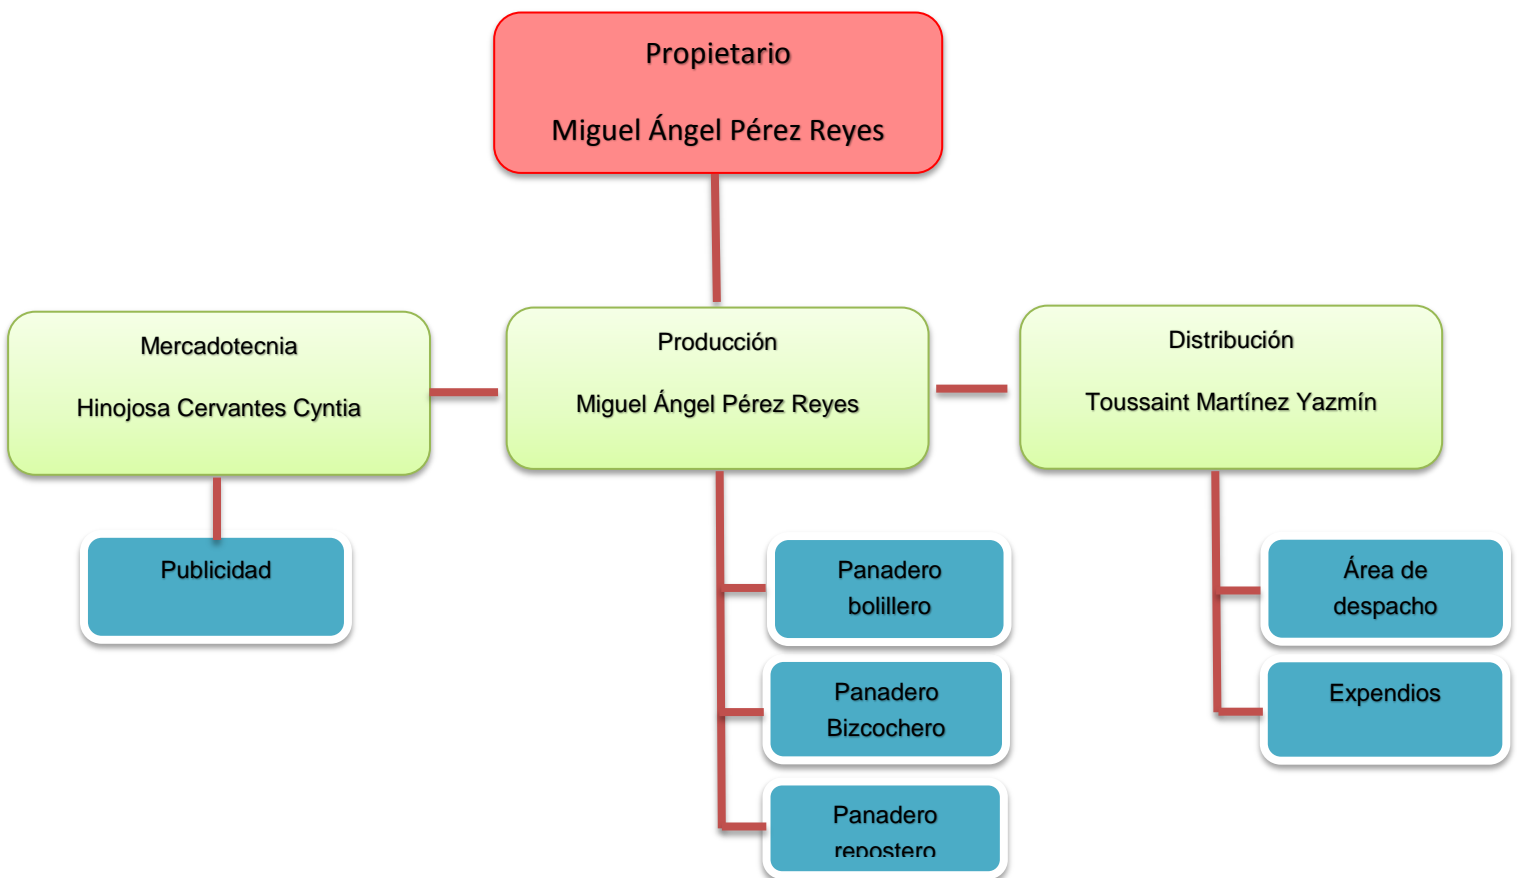 Propietario
Miguel Ángel Pérez Reyes
Mercadotecnia
Hinojosa Cervantes Cyntia
Producción
Miguel Ángel Pérez Reyes
Distribución
Toussaint Martínez Yazmín
Publicidad
Panadero
bolillero
Panadero
Bizcochero
Panadero
repostero
Área de
despacho
Expendios